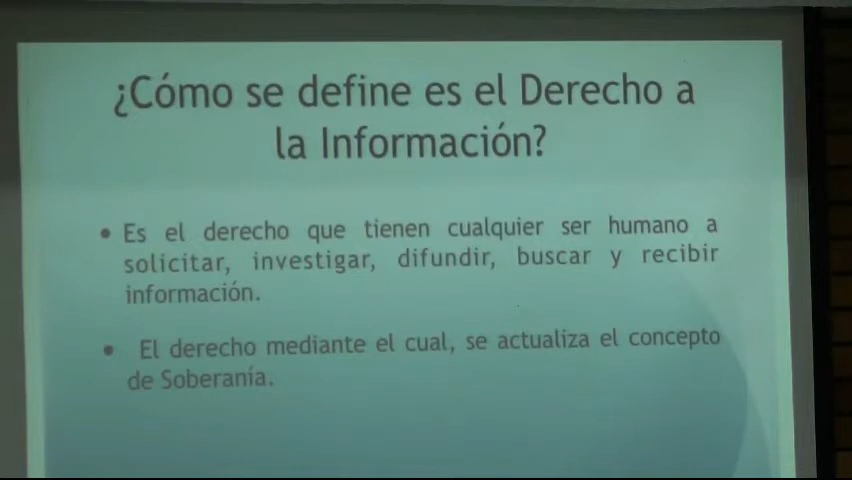 ¿Cómo se define es el Derecho a
la Información?
• Es el derecho que tienen cualquier ser humano a
solicitar, investigar, difundir, buscar y recibir
información.
• El derecho mediante el cual, se actualiza el concepto
de Soberanía.